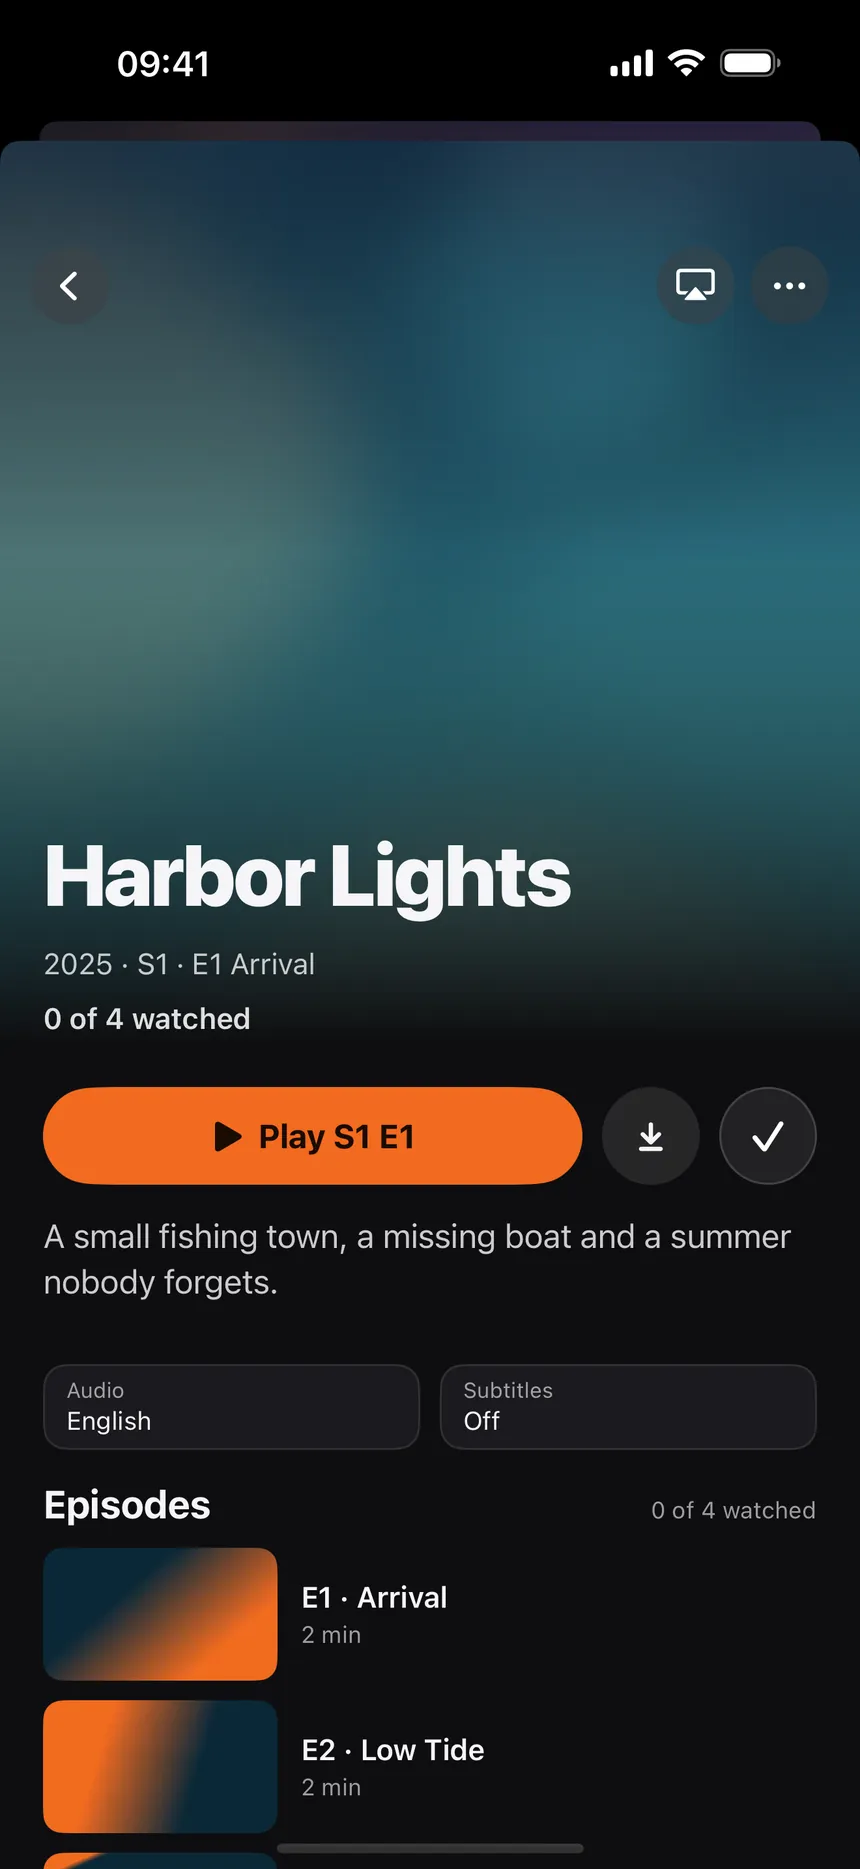 09:41
Harbor Lights
2025 · S1 · E1 Arrival
0 of 4 watched
Play S1 E1
A small fishing town, a missing boat and a summer
nobody forgets.
Audio
English
Subtitles
Off
Episodes
0 of 4 watched
E1 · Arrival
2 min
E2 · Low Tide
2 min